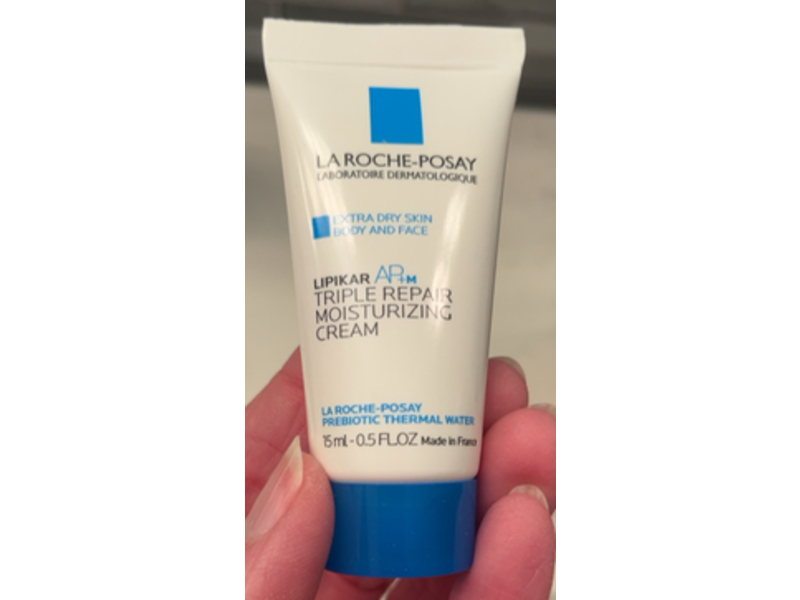 LA ROCHE-POSAY
LABORATOIRE DERMATOLOGIQUE
EXTRA DRY SKIN
BODY AND FACE
LIPIKAR AP+M
TRIPLE REPAIR
MOISTURIZING
CREAM
LA ROCHE-POSAY
PREBIOTIC THERMAL WATER
15 ml - 0.5 FL.OZ Made in France